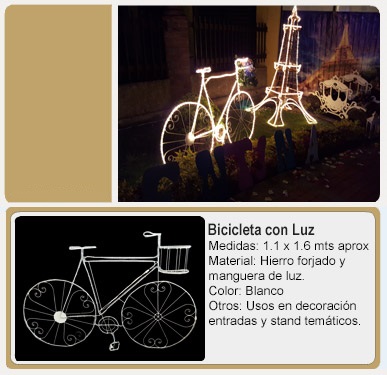 Bicicleta con Luz
Medidas: 1.1 x 1.6 mts aprox
Material: Hierro forjado y
manguera de luz.
Color: Blanco
Otros: Usos en decoración
entradas y stand temáticos.